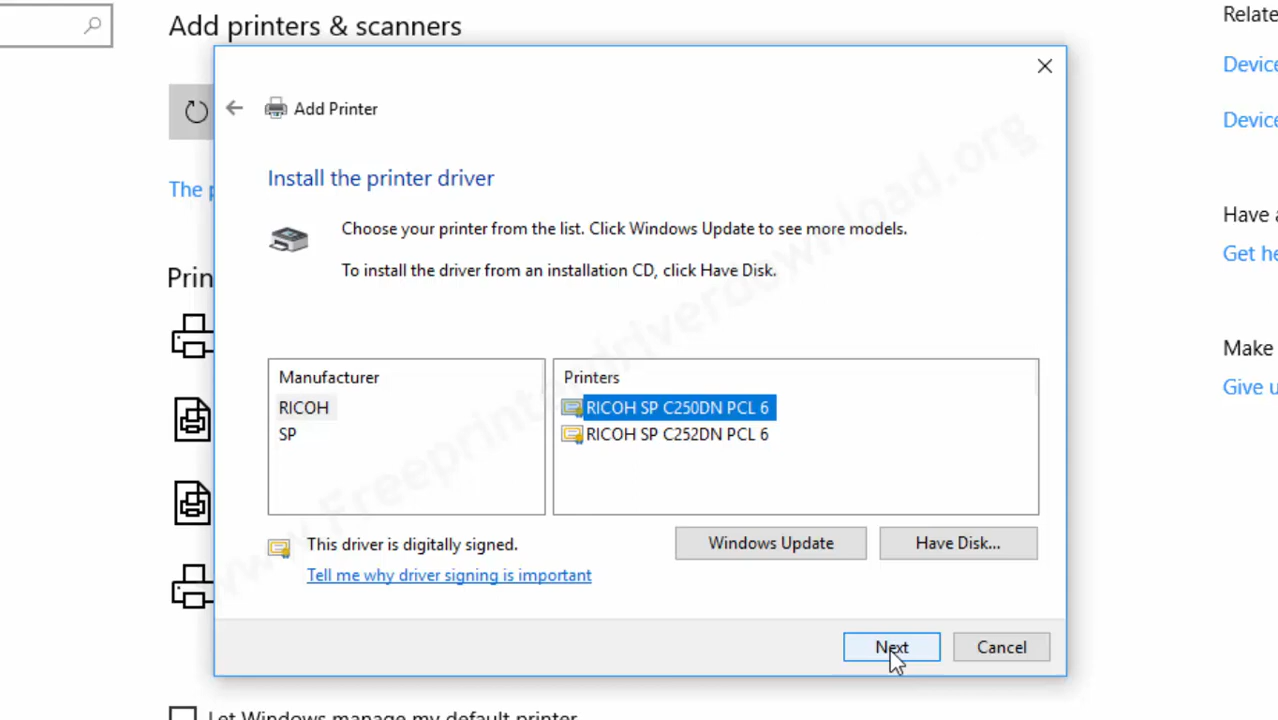 Add printers & scanners
Relate
Device
Device
The p
Prin
Have a
Get he
Make
Give u
Add Printer
Install the printer driver
Choose your printer from the list. Click Windows Update to see more models.
To install the driver from an installation CD, click Have Disk.
Manufacturer
RICOH
SP
Printers
RICOH SP C250DN PCL 6
RICOH SP C252DN PCL 6
This driver is digitally signed.
Tell me why driver signing is important
Windows Update
Have Disk...
Next
Cancel
Let Windows manage my default printer
www.Freeprinterdriverdownload.org